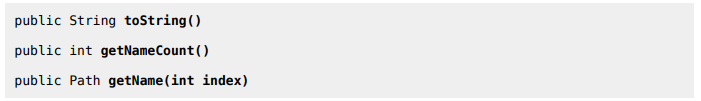 public String toString()
public int getNameCount()
public Path getName(int index)